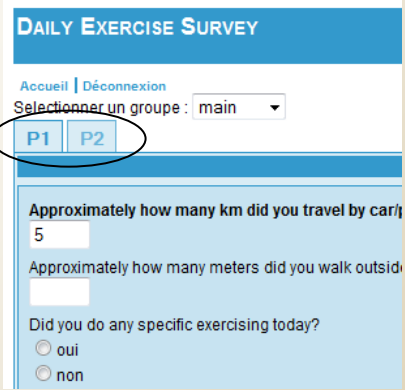 DAILY EXERCISE SURVEY
Accueil | Déconnexion
Selectionner un groupe : main
P1 P2
Approximately how many km did you travel by car/
5
Approximately how many meters did you walk outside
Did you do any specific exercising today?
oui
non